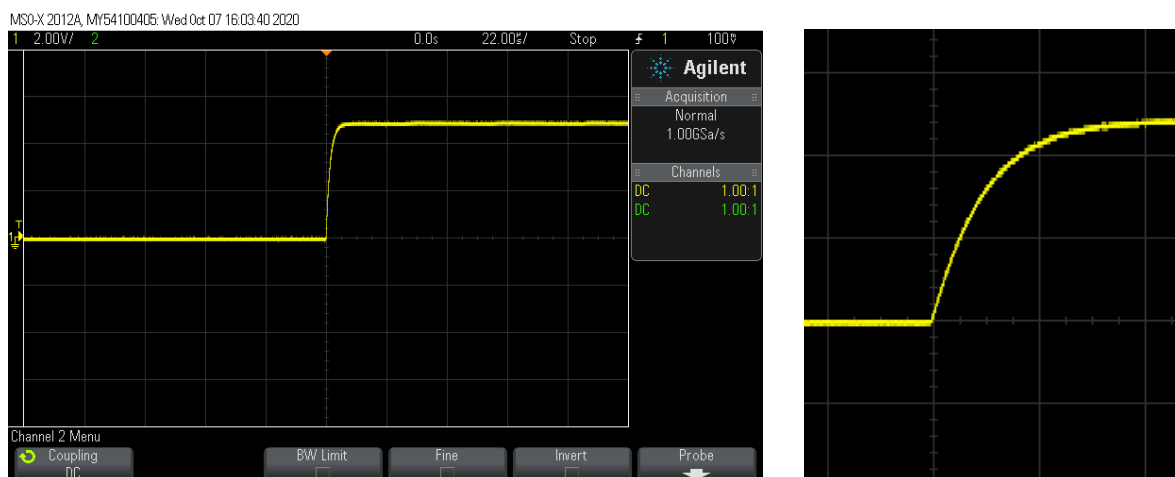 MSO-X 2012A, MY54100405: Wed Oct 07 16:03:40 2020
1 2.00V/ 2 0.0s 22.00§/ Stop 1 100
Agilent
Acquisition
Normal
1.00GSa/s
Channels
DC 1.00:1
DC 1.00:1
T
1
Channel 2 Menu
Coupling BW Limit Fine Invert Probe
DC